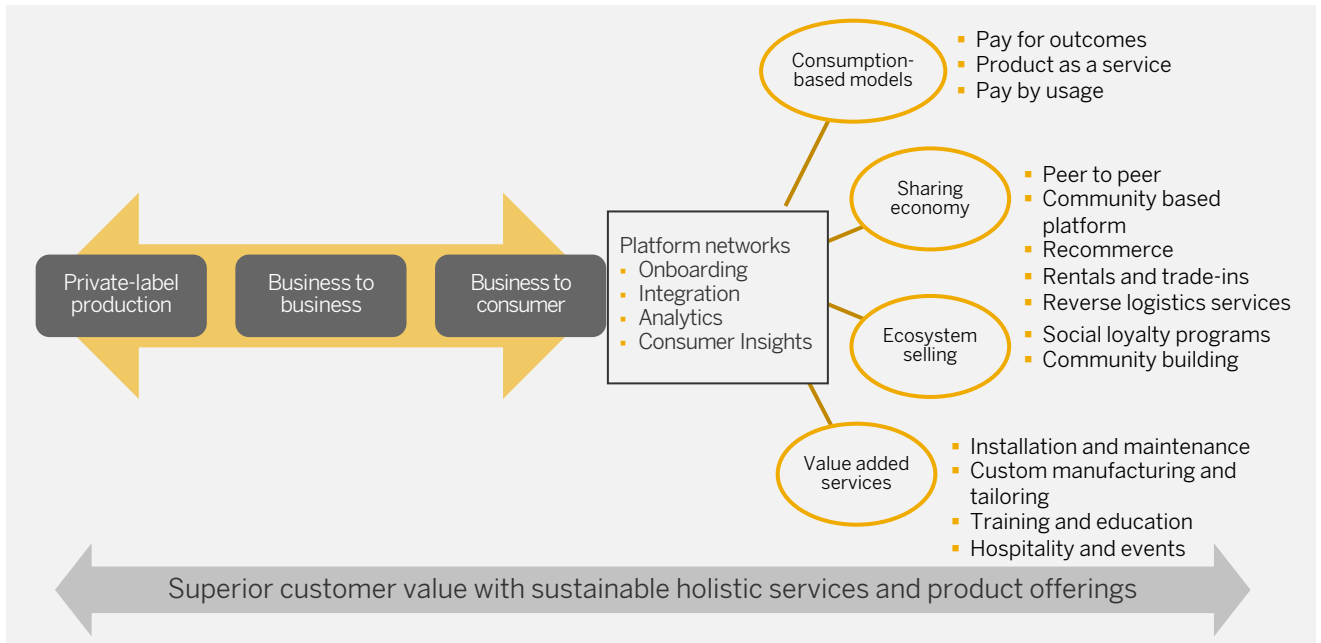 Consumption-
based models
▪ Pay for outcomes
▪ Product as a service
▪ Pay by usage
Sharing
economy
▪ Peer to peer
▪ Community based
platform
▪ Recommerce
▪ Rentals and trade-ins
▪ Reverse logistics services
Private-label
production
Business to
business
Business to
consumer
Platform networks
▪ Onboarding
▪ Integration
▪ Analytics
▪ Consumer Insights
Ecosystem
selling
▪ Social loyalty programs
▪ Community building
Value added
services
▪ Installation and maintenance
▪ Custom manufacturing and
tailoring
▪ Training and education
▪ Hospitality and events
Superior customer value with sustainable holistic services and product offerings